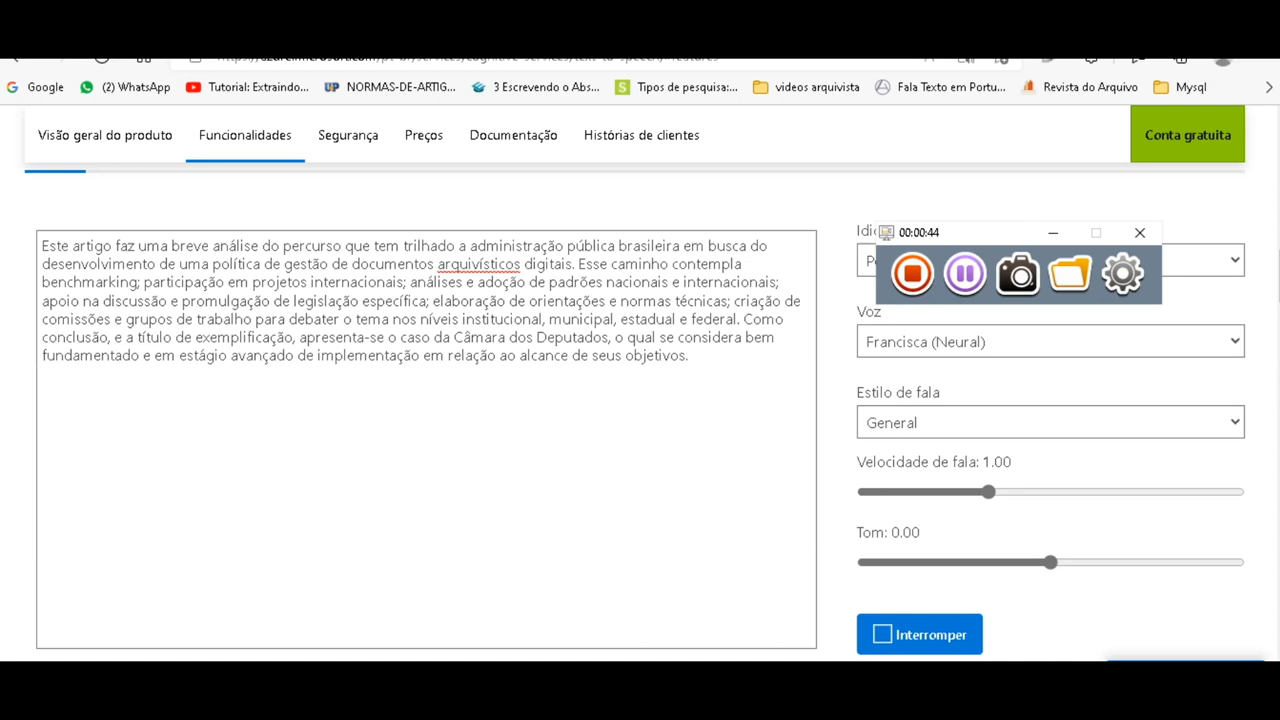 Google
(2) WhatsApp
Tutorial: Extraindo...
UP NORMAS-DE-ARTIG...
3 Escrevendo o Abs...
S Tipos de pesquisa:...
videos arquivista
Fala Texto em Portu...
Revista do Arquivo
Mysql
Visão geral do produto
Funcionalidades
Segurança
Preços
Documentação
Histórias de clientes
Conta gratuita
Este artigo faz uma breve análise do percurso que tem trilhado a administração pública brasileira em busca do
desenvolvimento de uma política de gestão de documentos arquivísticos digitais. Esse caminho contempla
benchmarking; participação em projetos internacionais; análises e adoção de padrões nacionais e internacionais;
apoio na discussão e promulgação de legislação específica; elaboração de orientações e normas técnicas; criação de
comissões e grupos de trabalho para debater o tema nos níveis institucional, municipal, estadual e federal. Como
conclusão, e a título de exemplificação, apresenta-se o caso da Câmara dos Deputados, o qual se considera bem
fundamentado e em estágio avançado de implementação em relação ao alcance de seus objetivos.
00:00:44
Voz
Francisca (Neural)
Estilo de fala
General
Velocidade de fala: 1.00
Tom: 0.00
Interromper